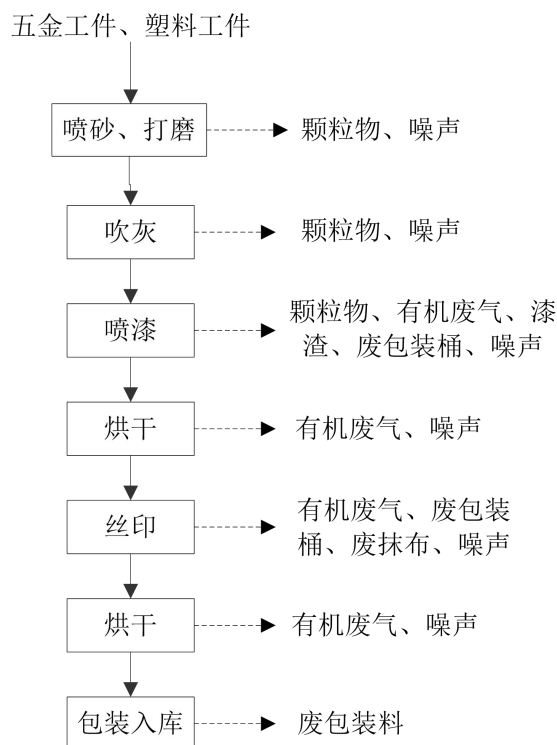 五金工件、塑料工件
喷砂、打磨
颗粒物、噪声
吹灰
颗粒物、噪声
喷漆
颗粒物、有机废气、漆
渣、废包装桶、噪声
烘干
有机废气、噪声
丝印
有机废气、废包装
桶、废抹布、噪声
烘干
有机废气、噪声
包装入库
废包装料